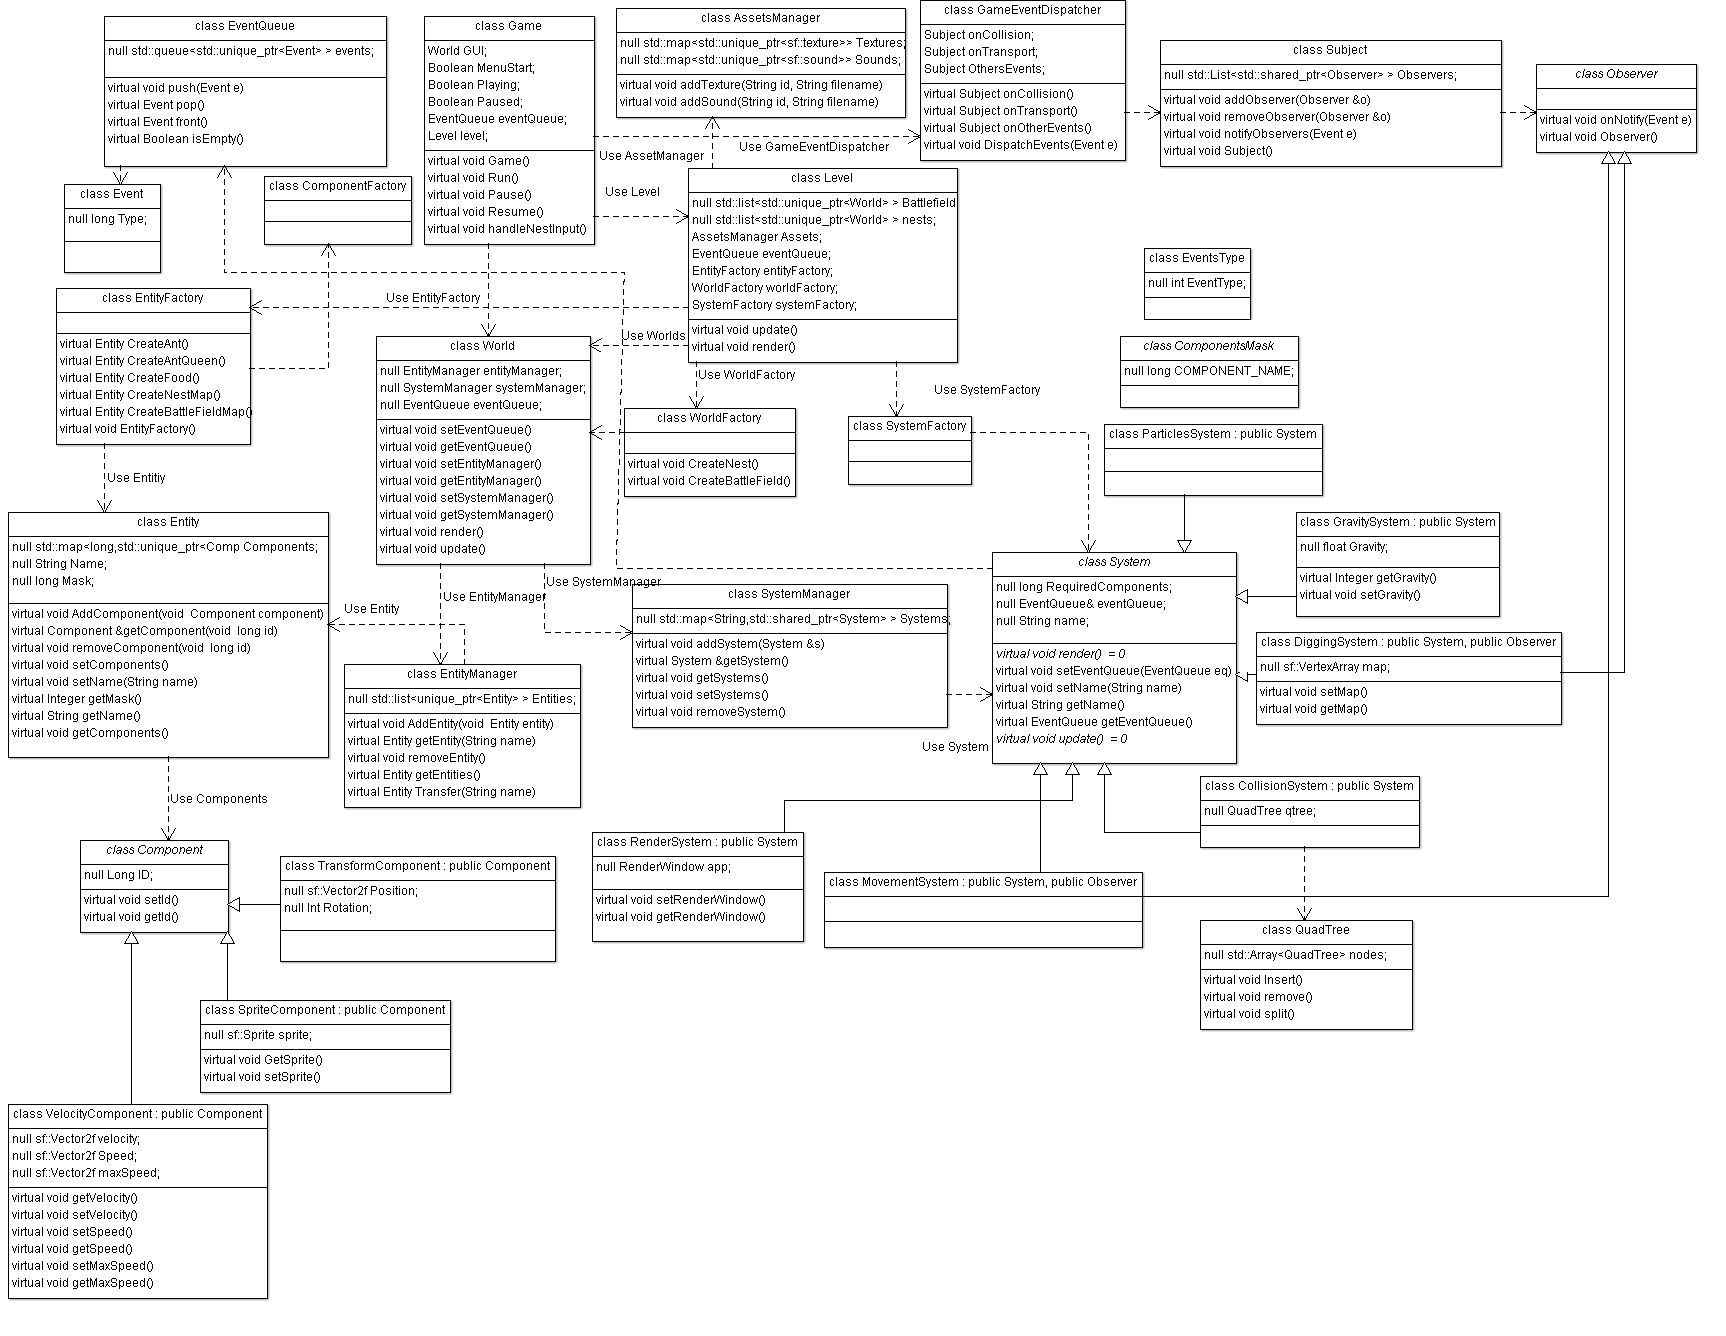 class EventQueue
null std::queue<std::unique_ptr<Event> > events;
virtual void push(Event e)
virtual Event pop()
virtual Event front()
virtual Boolean isEmpty()
class Game
World GUI;
Boolean MenuStart;
Boolean Playing;
Boolean Paused;
EventQueue eventQueue;
Level level;
virtual void Game()
virtual void Run()
virtual void Pause()
virtual void Resume()
virtual void handleNestInput()
class AssetsManager
null std::map<std::unique_ptr<sf::texture>> Textures;
null std::map<std::unique_ptr<sf::sound>> Sounds;
virtual void addTexture(String id, String filename)
virtual void addSound(String id, String filename)
class GameEventDispatcher
Subject onCollision;
Subject onTransport;
Subject OthersEvents;
virtual Subject onCollision()
virtual Subject onTransport()
virtual Subject onOtherEvents()
virtual void DispatchEvents(Event e)
class Subject
null std::List<std::shared_ptr<Observer> > Observers;
virtual void addObserver(Observer &o)
virtual void removeObserver(Observer &o)
virtual void notifyObservers(Event e)
virtual void Subject()
class Observer
virtual void onNotify(Event e)
virtual void Observer()
Use GameEventDispatcher
Use AssetManager
Use Level
class Event
null long Type;
class ComponentFactory
class Level
null std::list<std::unique_ptr<World> > Battlefield
null std::list<std::unique_ptr<World> > nests;
AssetsManager Assets;
EventQueue eventQueue;
EntityFactory entityFactory;
WorldFactory worldFactory;
SystemFactory systemFactory;
virtual void update()
virtual void render()
class EventsType
null int EventType;
class ComponentsMask
null long COMPONENT_NAME;
class EntityFactory
virtual Entity CreateAnt()
virtual Entity CreateAntQueen()
virtual Entity CreateFood()
virtual Entity CreateNestMap()
virtual Entity CreateBattleFieldMap()
virtual void EntityFactory()
Use EntityFactory
Use Worlds
Use WorldFactory
Use SystemFactory
class World
null EntityManager entityManager;
null SystemManager systemManager;
null EventQueue eventQueue;
virtual void setEventQueue()
virtual void getEventQueue()
virtual void setEntityManager()
virtual void getEntityManager()
virtual void setSystemManager()
virtual void getSystemManager()
virtual void render()
virtual void update()
class WorldFactory
virtual void CreateNest()
virtual void CreateBattleField()
class SystemFactory
class ParticlesSystem : public System
Use Entitiy
class Entity
null std::map<long,std::unique_ptr<Comp Components;
null String Name;
null long Mask;
virtual void AddComponent(void  Component component)
virtual Component &getComponent(void  long id)
virtual void removeComponent(void  long id)
virtual void setComponents()
virtual void setName(String name)
virtual Integer getMask()
virtual String getName()
virtual void getComponents()
Use Entity
Use EntityManager
Use SystemManager
class EntityManager
null std::list<unique_ptr<Entity> > Entities;
virtual void AddEntity(void  Entity entity)
virtual Entity getEntity(String name)
virtual void removeEntity()
virtual Entity getEntities()
virtual Entity Transfer(String name)
class SystemManager
null std::map<String,std::shared_ptr<System> > Systems;
virtual void addSystem(System &s)
virtual System &getSystem()
virtual void getSystems()
virtual void setSystems()
virtual void removeSystem()
Use System
class System
null long RequiredComponents;
null EventQueue& eventQueue;
null String name;
virtual void render()  = 0
virtual void setEventQueue(EventQueue eq)
virtual void setName(String name)
virtual String getName()
virtual EventQueue getEventQueue()
virtual void update()  = 0
class GravitySystem : public System
null float Gravity;
virtual Integer getGravity()
virtual void setGravity()
class DiggingSystem : public System, public Observer
null sf::VertexArray map;
virtual void setMap()
virtual void getMap()
class CollisionSystem : public System
null QuadTree qtree;
Use Components
class Component
null Long ID;
virtual void setId()
virtual void getId()
class TransformComponent : public Component
null sf::Vector2f Position;
null Int Rotation;
class RenderSystem : public System
null RenderWindow app;
virtual void setRenderWindow()
virtual void getRenderWindow()
class MovementSystem : public System, public Observer
class QuadTree
null std::Array<QuadTree> nodes;
virtual void Insert()
virtual void remove()
virtual void split()
class SpriteComponent : public Component
null sf::Sprite sprite;
virtual void GetSprite()
virtual void setSprite()
class VelocityComponent : public Component
null sf::Vector2f velocity;
null sf::Vector2f Speed;
null sf::Vector2f maxSpeed;
virtual void getVelocity()
virtual void setVelocity()
virtual void setSpeed()
virtual void getSpeed()
virtual void setMaxSpeed()
virtual void getMaxSpeed()